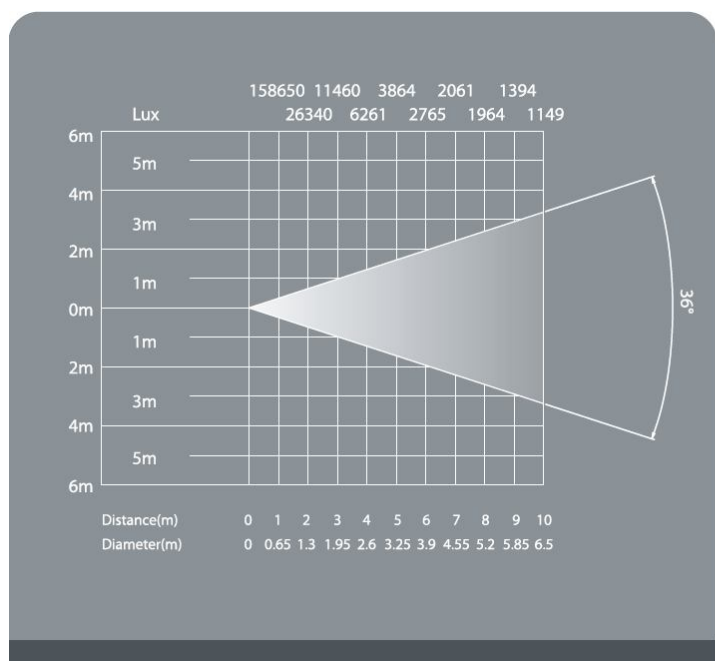 158650 11460 3864 2061 1394
Lux 26340 6261 2765 1964 1149
6m
5m
4m
3m
2m
1m
0m
1m
2m
3m
4m
5m
6m
36°
Distance(m) 0 1 2 3 4 5 6 7 8 9 10
Diameter(m) 0 0.65 1.3 1.95 2.6 3.25 3.9 4.55 5.2 5.85 6.5